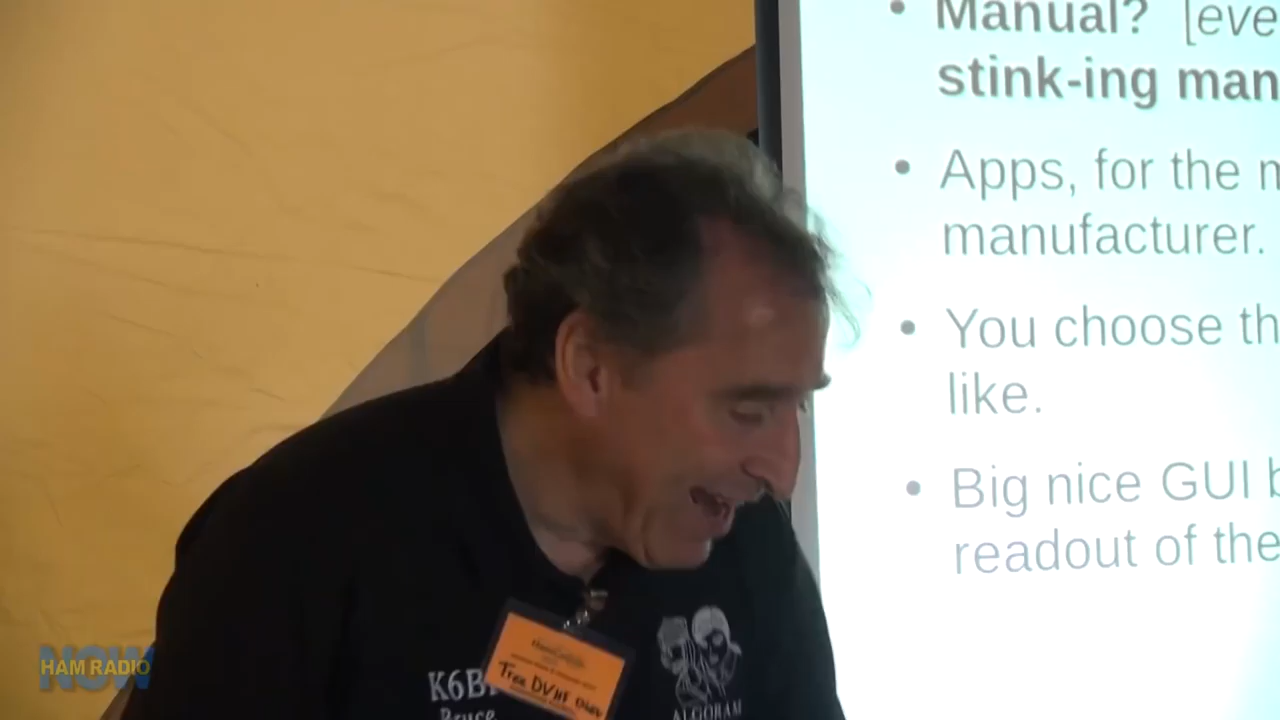 Manual? [eve
stink-ing man
Apps, for the m
manufacturer.
You choose th
like.
Big nice GUI b
readout of the
K6B
Bruce
ALGORAM
NOW
HAM RADIO